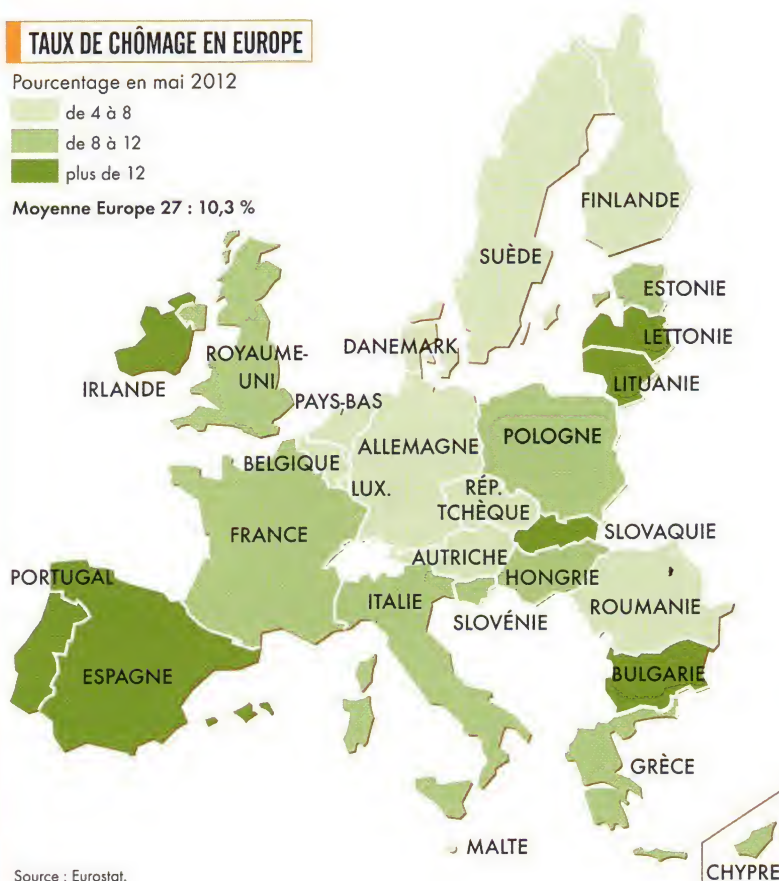 TAUX DE CHÔMAGE EN EUROPE
Pourcentage en mai 2012
de 4 à 8
de 8 à 12
plus de 12
Moyenne Europe 27 : 10,3 %
FINLANDE
SUÈDE
ESTONIE
LETTONIE
DANEMARK
ROYAUME-
UNI
IRLANDE
LITUANIE
PAYS-BAS
POLOGNE
ALLEMAGNE
BELGIQUE
LUX.
RÉP.
TCHÈQUE
FRANCE
SLOVAQUIE
AUTRICHE
PORTUGAL
HONGRIE
ITALIE
ROUMANIE
SLOVÉNIE
ESPAGNE
BULGARIE
GRÈCE
MALTE
CHYPRE
Source : Eurostat.